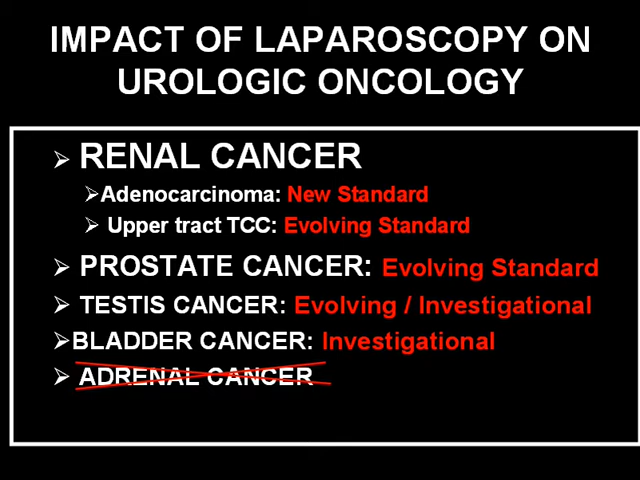 IMPACT OF LAPAROSCOPY ON
UROLOGIC ONCOLOGY
➢ RENAL CANCER
➢Adenocarcinoma: New Standard
➢ Upper tract TCC: Evolving Standard
➢ PROSTATE CANCER: Evolving Standard
➢ TESTIS CANCER: Evolving / Investigational
➢BLADDER CANCER: Investigational
➢ ADRENAL CANCER